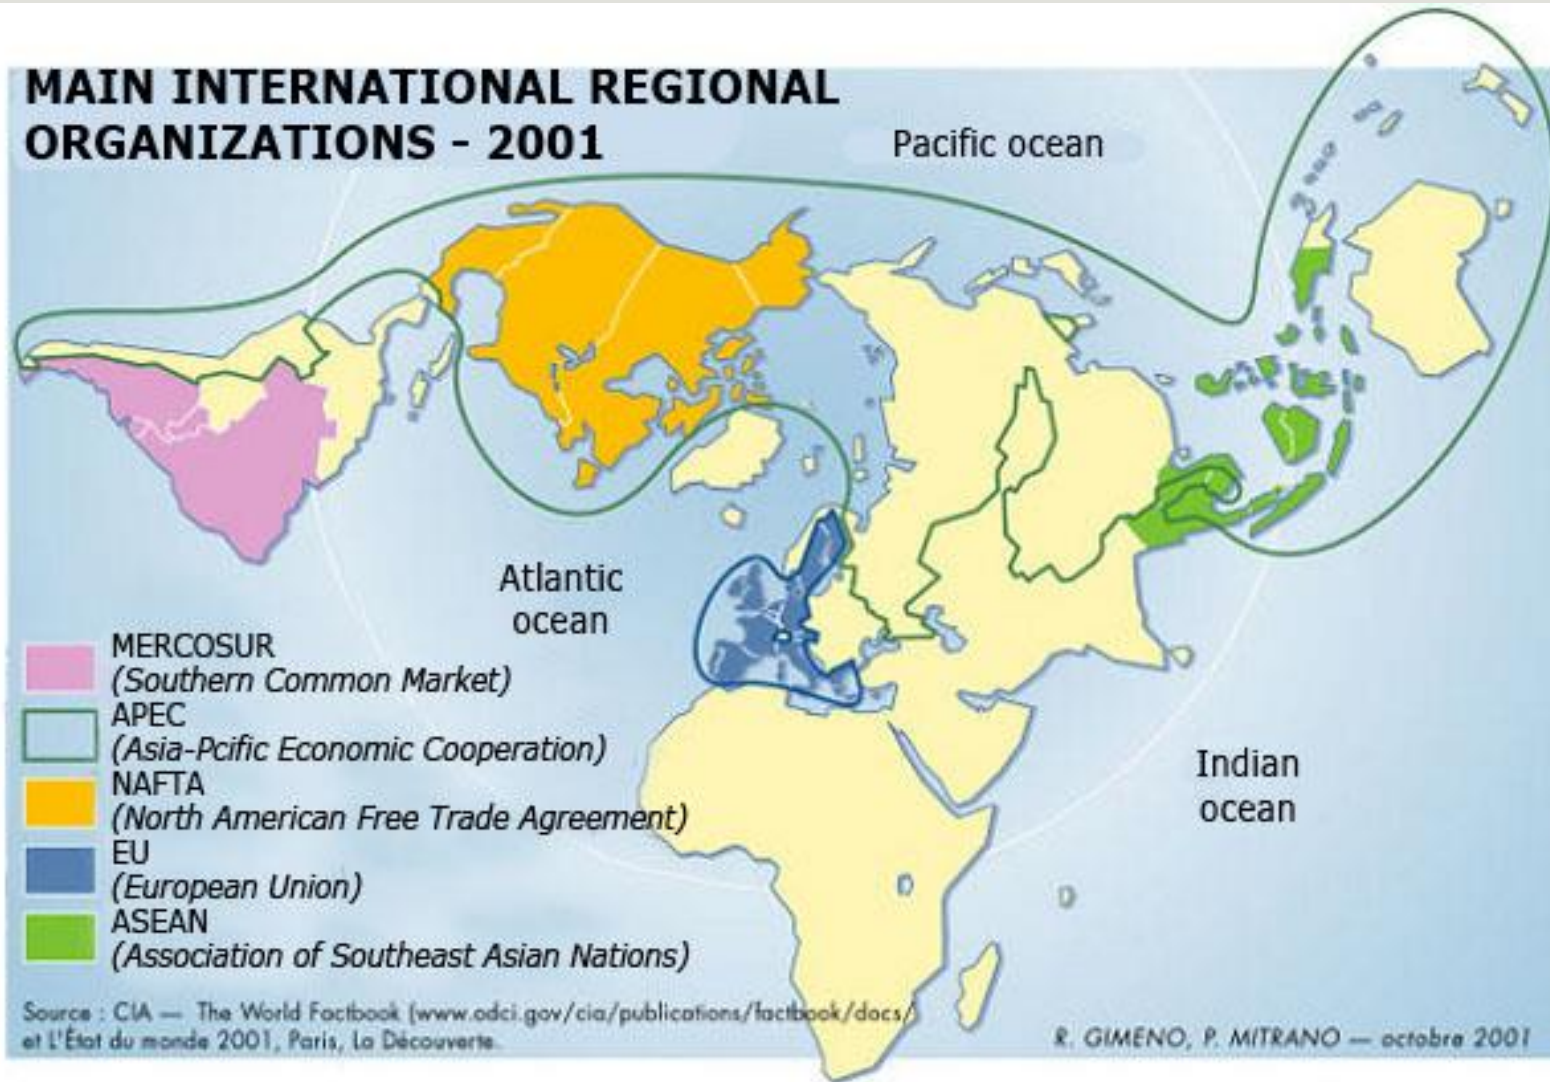 MAIN INTERNATIONAL REGIONAL
ORGANIZATIONS - 2001
Pacific ocean
Atlantic
ocean
Indian
ocean
MERCOSUR
(Southern Common Market)
APEC
(Asia-Pcific Economic Cooperation)
NAFTA
(North American Free Trade Agreement)
EU
(European Union)
ASEAN
(Association of Southeast Asian Nations)
Source : CIA — The World Factbook (www.odci.gov/cia/publications/factbook/docs/
et L'État du monde 2001, Paris, La Découverte.
R. GIMENO, P. MITRANO — octobre 2001